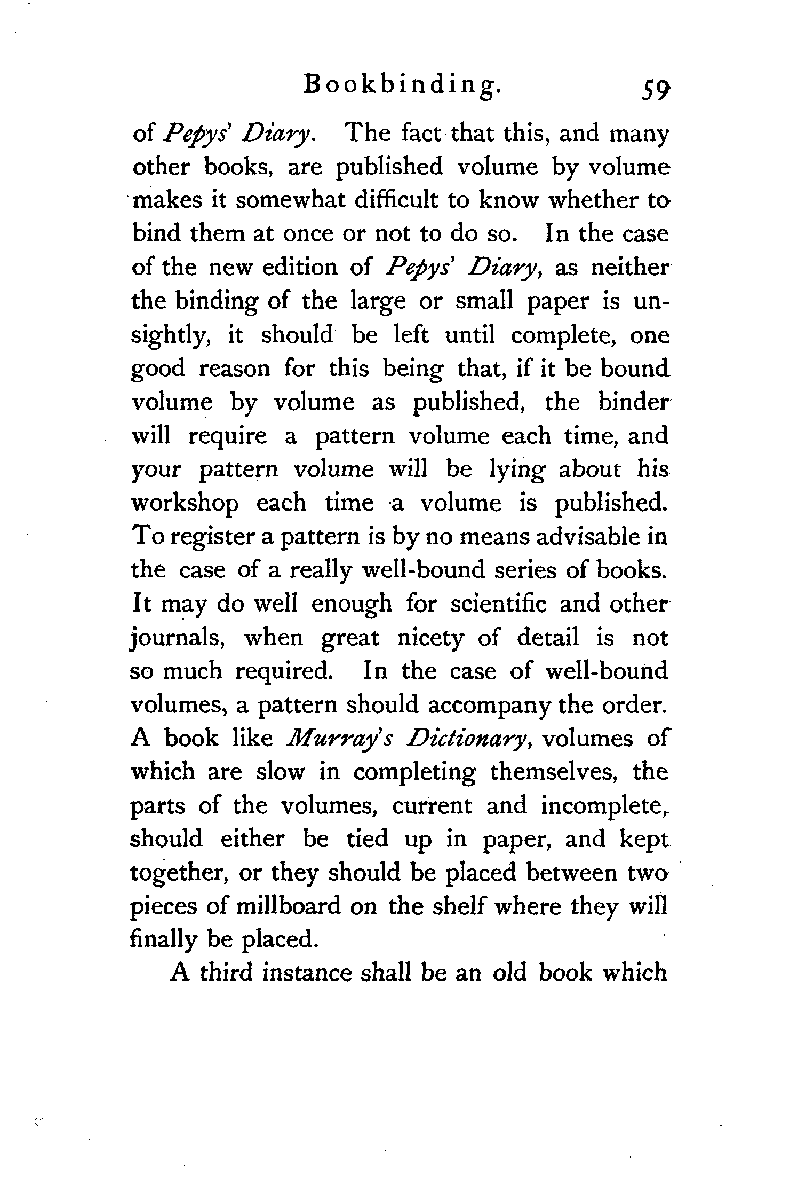 Bookbinding. 59
of Pepys' Diary. The fact that this, and many
other books, are published volume by volume
makes it somewhat difficult to know whether to
bind them at once or not to do so. In the case
of the new edition of Pepys' Diary, as neither
the binding of the large or small paper is un-
sightly, it should be left until complete, one
good reason for this being that, if it be bound
volume by volume as published, the binder
will require a pattern volume each time, and
your pattern volume will be lying about his
workshop each time a volume is published.
To register a pattern is by no means advisable in
the case of a really well-bound series of books.
It may do well enough for scientific and other
journals, when great nicety of detail is not
so much required. In the case of well-bound
volumes, a pattern should accompany the order.
A book like Murray's Dictionary, volumes of
which are slow in completing themselves, the
parts of the volumes, current and incomplete,
should either be tied up in paper, and kept
together, or they should be placed between two
pieces of millboard on the shelf where they will
finally be placed.
A third instance shall be an old book which